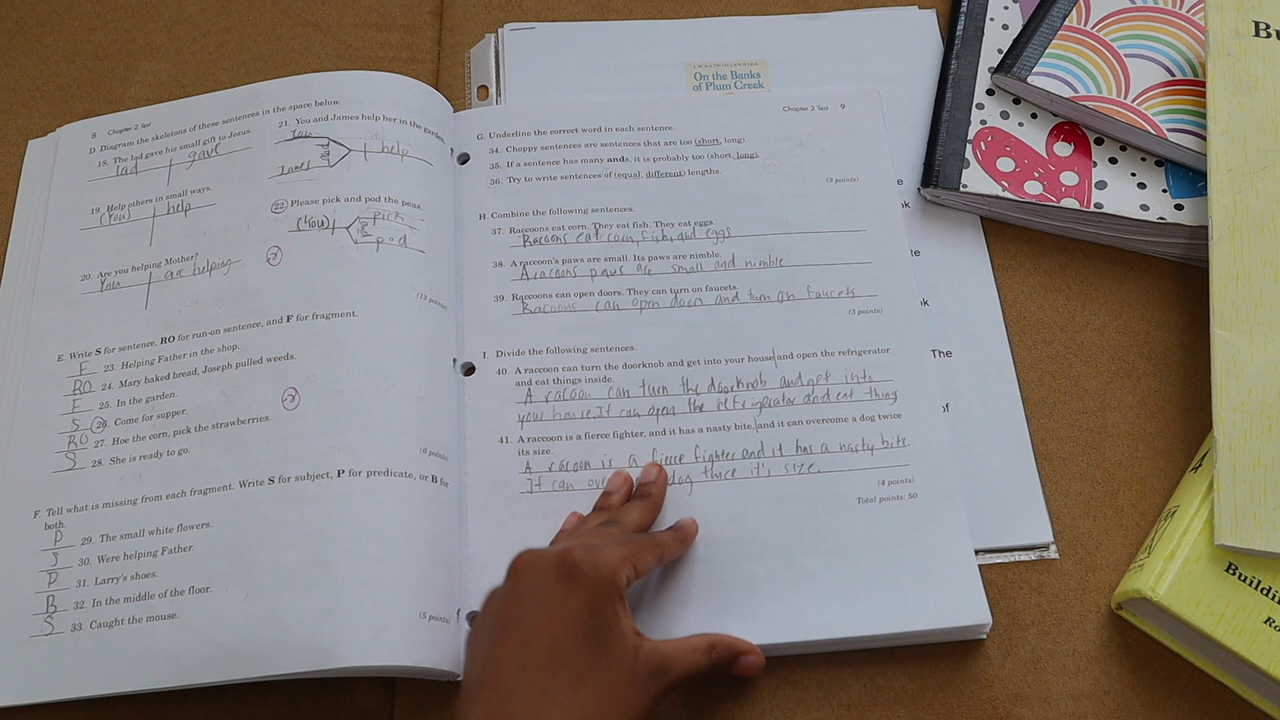 8 Chapter 2 Test
D. Diagram the skeletons of these sentences in the space below.
18. The lad gave his small gift to Jesus.
lad gave
19. Help others in small ways.
(You) help
20. Are you helping Mother?
You are helping
21. You and James help her in the garden.
You
James
help
22. Please pick and pod the peas.
(You)
pick
pod
(12 points)
E. Write S for sentence, RO for run-on sentence, and F for fragment.
F 23. Helping Father in the shop.
RO 24. Mary baked bread, Joseph pulled weeds.
F 25. In the garden.
S 26. Come for supper.
RO 27. Hoe the corn, pick the strawberries.
S 28. She is ready to go.
(6 points)
F. Tell what is missing from each fragment. Write S for subject, P for predicate, or B for
both.
P 29. The small white flowers.
S 30. Were helping Father.
P 31. Larry's shoes.
B 32. In the middle of the floor.
S 33. Caught the mouse.
(5 points)
On the Banks
of Plum Creek
Chapter 2 Test 9
G. Underline the correct word in each sentence.
34. Choppy sentences are sentences that are too (short, long).
35. If a sentence has many ands, it is probably too (short, long).
36. Try to write sentences of (equal, different) lengths.
(3 points)
H. Combine the following sentences.
37. Raccoons eat corn. They eat fish. They eat eggs.
Racoons eat corn, fish, and eggs
38. A raccoon's paws are small. Its paws are nimble.
A racoons paws are small and nimble
39. Raccoons can open doors. They can turn on faucets.
Racoons can open door and turn on faucets
(3 points)
I. Divide the following sentences.
40. A raccoon can turn the doorknob and get into your house and open the refrigerator
and eat things inside.
A racoon can turn the doorknob and get into
your house. It can open the refrigerator and eat thing
41. A raccoon is a fierce fighter, and it has a nasty bite, and it can overcome a dog twice
its size.
A racoon is a fierce fighter and it has a nasty bite.
It can dog twice it's size.
(4 points)
Total points: 50
The
of
4